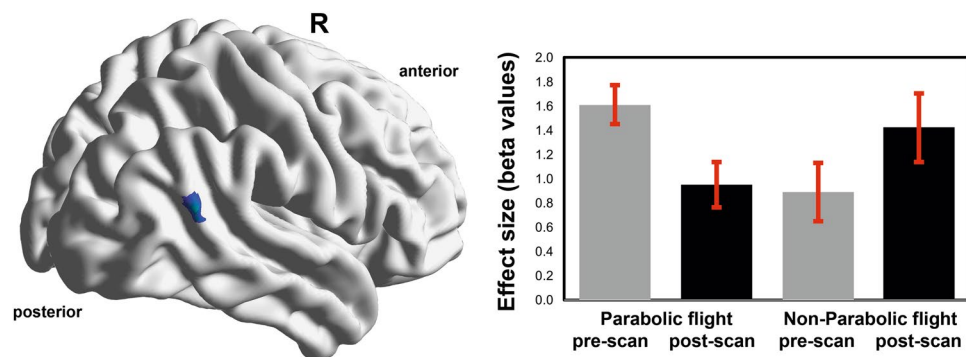 R
anterior
posterior
Effect size (beta values)
2.0
1.8
1.6
1.4
1.2
1.0
0.8
0.6
0.4
0.2
0.0
Parabolic flight Non-Parabolic flight
pre-scan post-scan pre-scan post-scan